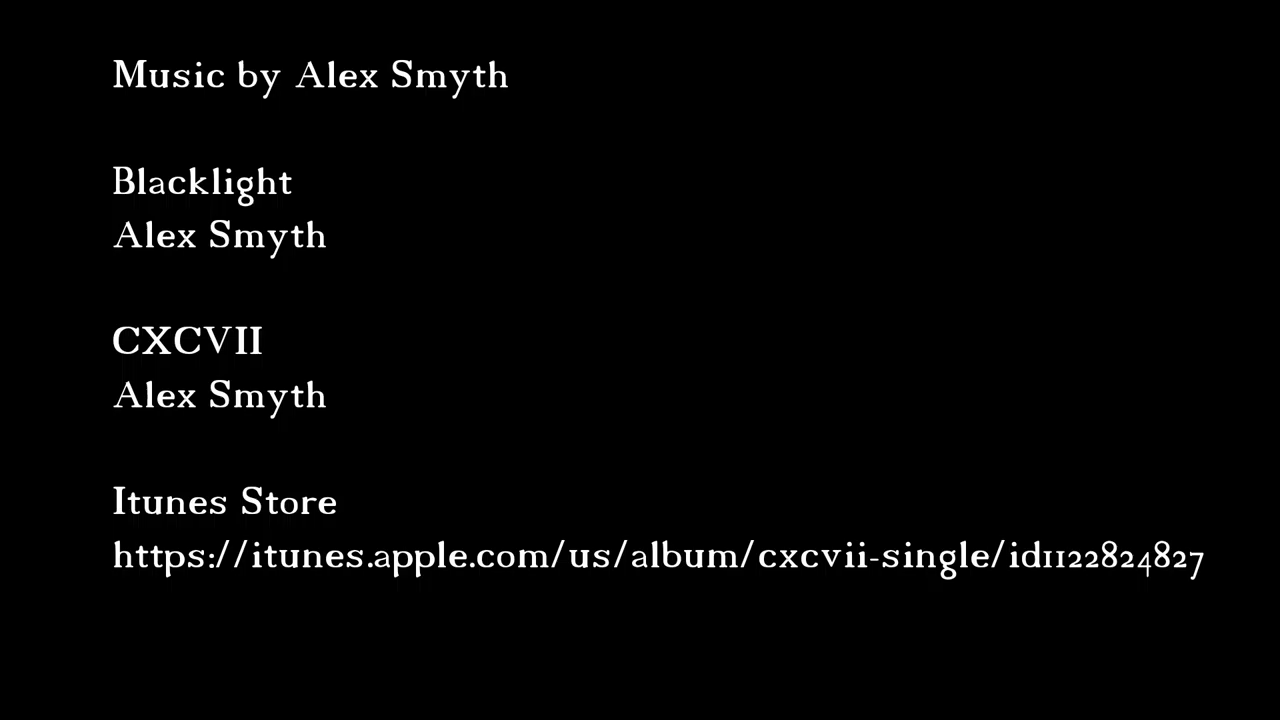 Music by Alex Smyth
Blacklight
Alex Smyth
CXCVII
Alex Smyth
Itunes Store
https://itunes.apple.com/us/album/cxcvii-single/id1122824827